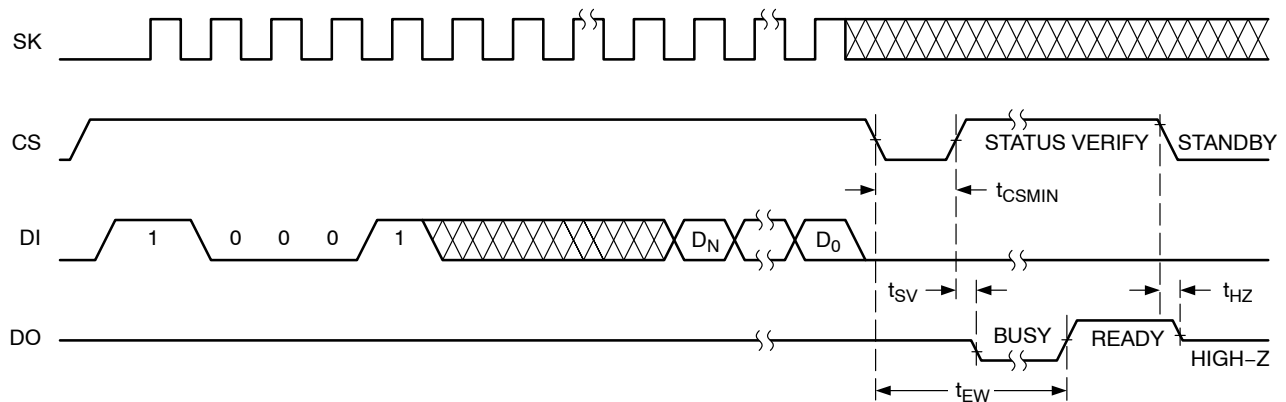 SK
CS
STATUS VERIFY
STANDBY
tCSMIN
DI
1 0 0 0 1
DN
D0
tSV
tHZ
DO
BUSY
READY
HIGH–Z
tEW